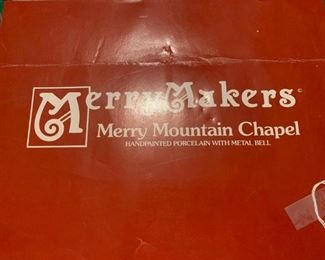 MerryMakers©
Merry Mountain Chapel
HANDPAINTED PORCELAIN WITH METAL BELL